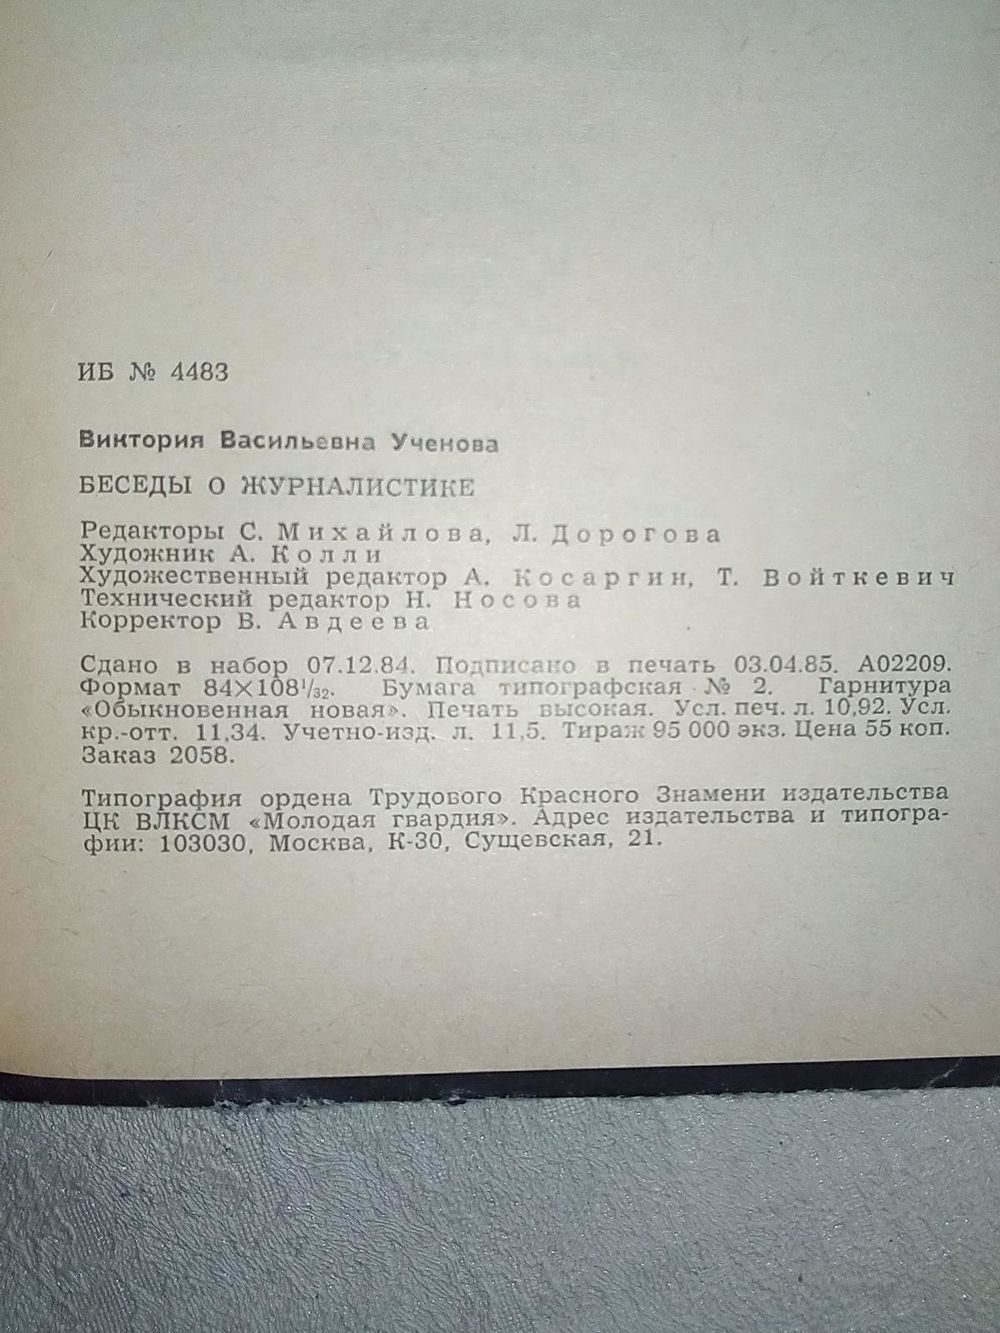 ИБ № 4483
Виктория Васильевна Ученова
БЕСЕДЫ О ЖУРНАЛИСТИКЕ
Редакторы С. Михайлова, Л. Дорогова
Художник А. Колли
Художественный редактор А. Косаргин, Т. Войткевич
Технический редактор Н. Носова
Корректор В. Авдеева
Сдано в набор 07.12.84. Подписано в печать 03.04.85. А02209.
Формат 84×108¹/₃₂. Бумага типографская № 2. Гарнитура
«Обыкновенная новая». Печать высокая. Усл. печ. л. 10,92. Усл.
кр.-отт. 11,34. Учетно-изд. л. 11,5. Тираж 95 000 экз. Цена 55 коп.
Заказ 2058.
Типография ордена Трудового Красного Знамени издательства
ЦК ВЛКСМ «Молодая гвардия». Адрес издательства и типогра-
фии: 103030, Москва, К-30, Сущевская, 21.